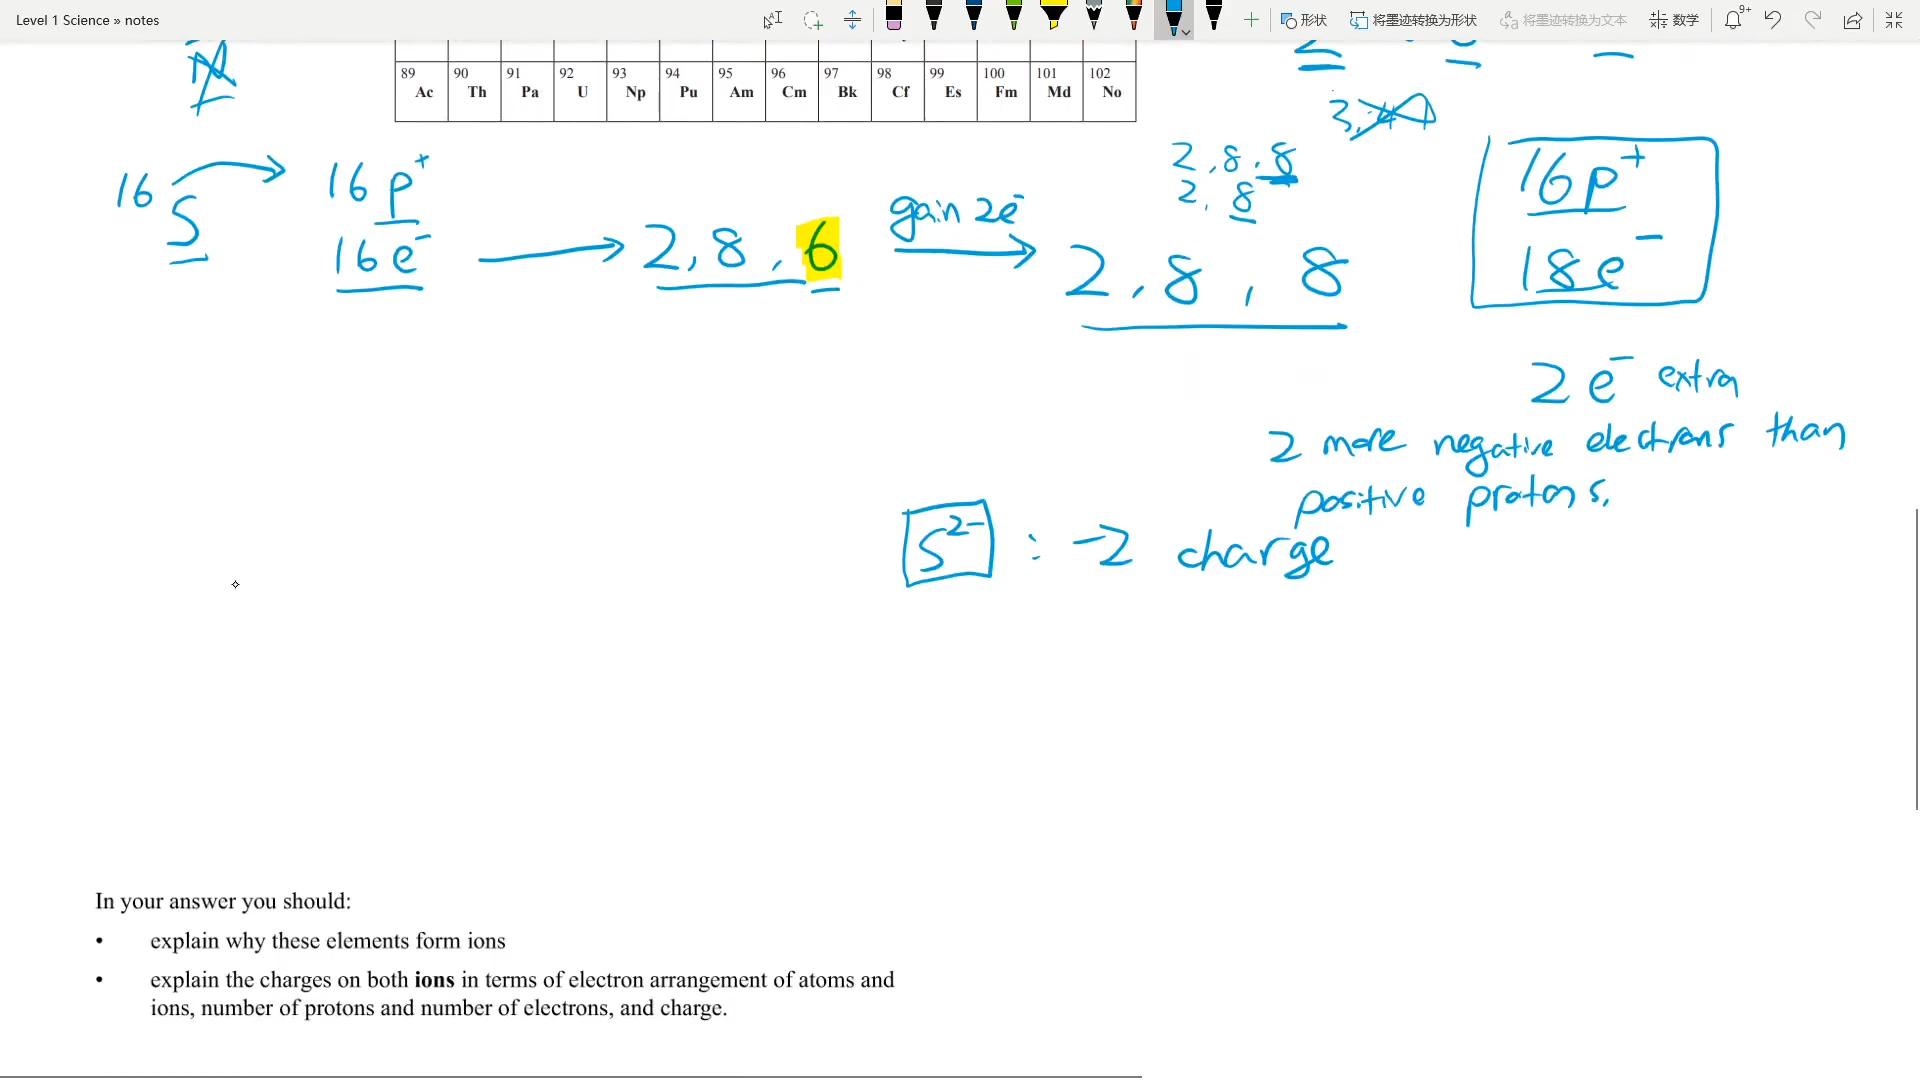 Level 1 Science » notes
9+
形状
将墨迹转换为形状
将墨迹转换为文本
数学
89 90 91 92 93 94 95 96 97 98 99 100 101 102
Ac Th Pa U Np Pu Am Cm Bk Cf Es Fm Md No
3,
2, 8, 8
2, 8
16 S
16 p+
16 e-
2, 8, 6
gain 2e-
2, 8, 8
16p+
18e-
2 e- extra
2 more negative electrons than
positive protons.
S2- : -2 charge
In your answer you should:
• explain why these elements form ions
• explain the charges on both ions in terms of electron arrangement of atoms and
ions, number of protons and number of electrons, and charge.